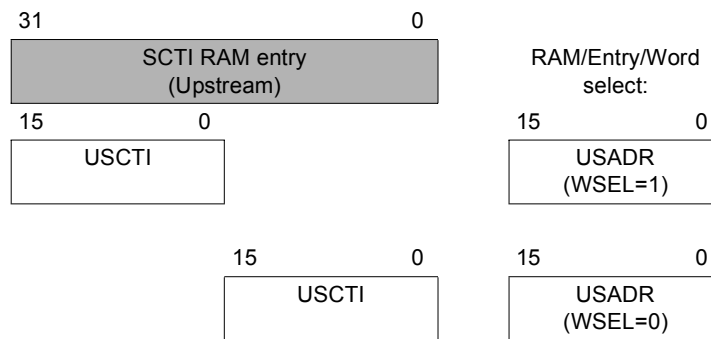 31 0
SCTI RAM entry
(Upstream)
RAM/Entry/Word
select:
15 0
USCTI
15 0
USADR
(WSEL=1)
15 0
USCTI
15 0
USADR
(WSEL=0)